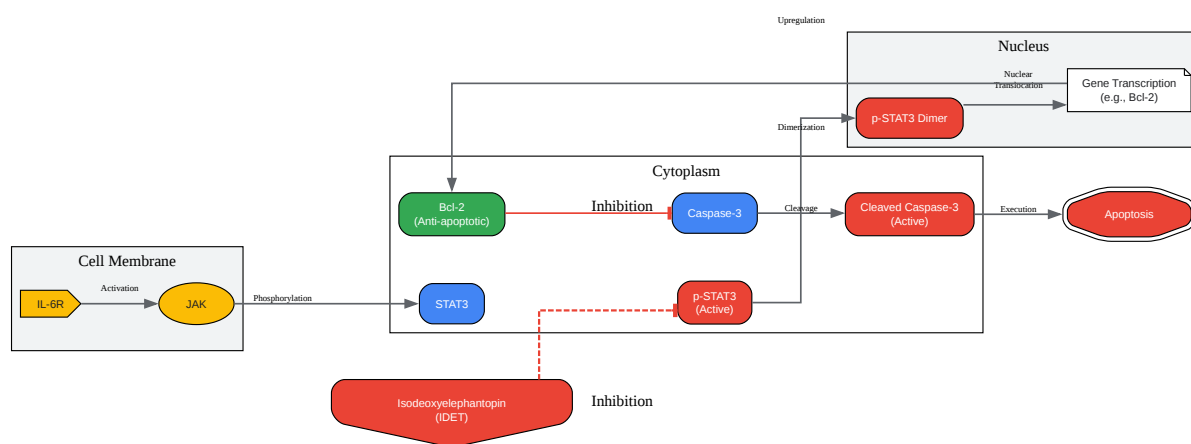 Upregulation
Nucleus
Nuclear
Translocation
Gene Transcription
(e.g., Bcl-2)
p-STAT3 Dimer
Dimerization
Cytoplasm
Bcl-2
(Anti-apoptotic)
Inhibition
Caspase-3
Cleavage
Cleaved Caspase-3
(Active)
Execution
Apoptosis
Cell Membrane
IL-6R
Activation
JAK
Phosphorylation
STAT3
p-STAT3
(Active)
Isodeoxyelephantopin
(IDET)
Inhibition